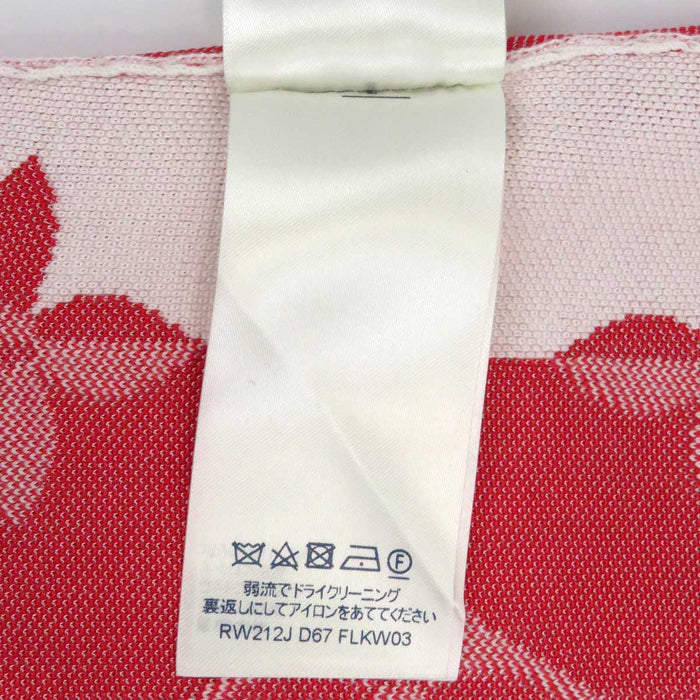 F
弱流でドライクリーニング
裏返しにしてアイロンをあててください
RW212J D67 FLKW03